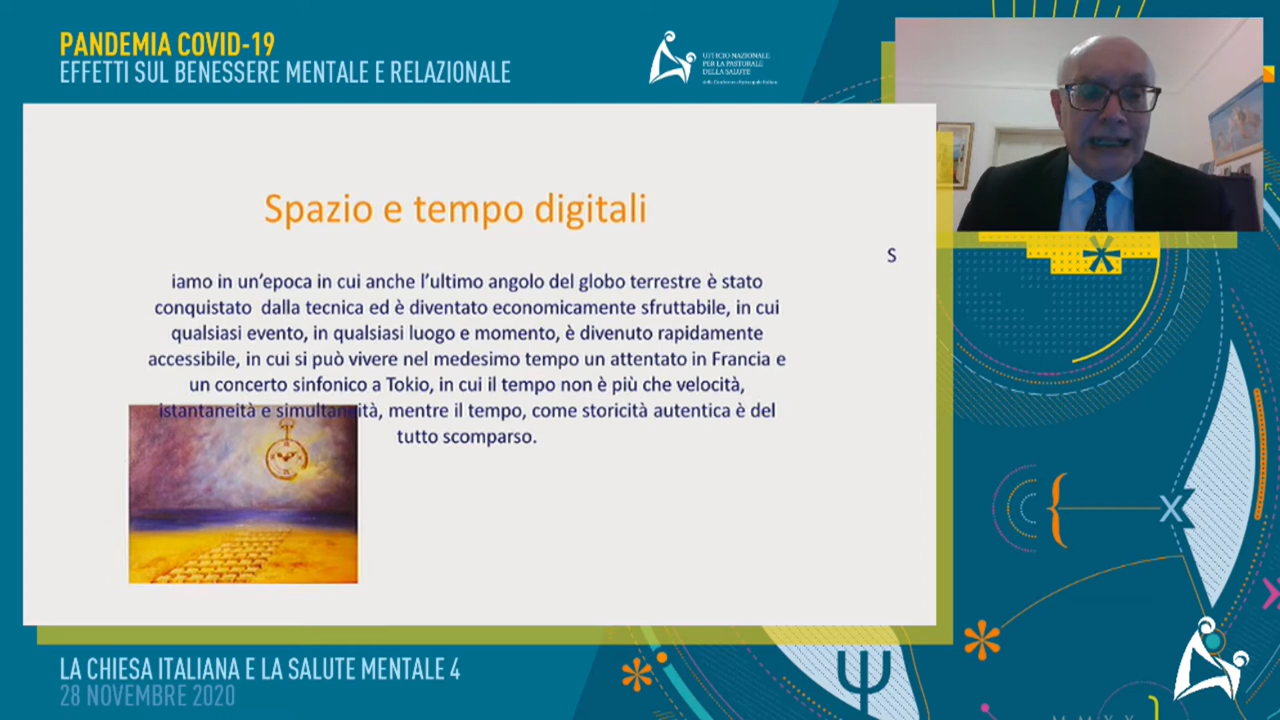 PANDEMIA COVID-19
EFFETTI SUL BENESSERE MENTALE E RELAZIONALE
UFFICIO NAZIONALE
PER LA PASTORALE
DELLA SALUTE
della Conferenza Episcopale Italiana
Spazio e tempo digitali
S
iamo in un’epoca in cui anche l’ultimo angolo del globo terrestre è stato
conquistato dalla tecnica ed è diventato economicamente sfruttabile, in cui
qualsiasi evento, in qualsiasi luogo e momento, è divenuto rapidamente
accessibile, in cui si può vivere nel medesimo tempo un attentato in Francia e
un concerto sinfonico a Tokio, in cui il tempo non è più che velocità,
istantaneità e simultaneità, mentre il tempo, come storicità autentica è del
tutto scomparso.
LA CHIESA ITALIANA E LA SALUTE MENTALE 4
28 NOVEMBRE 2020